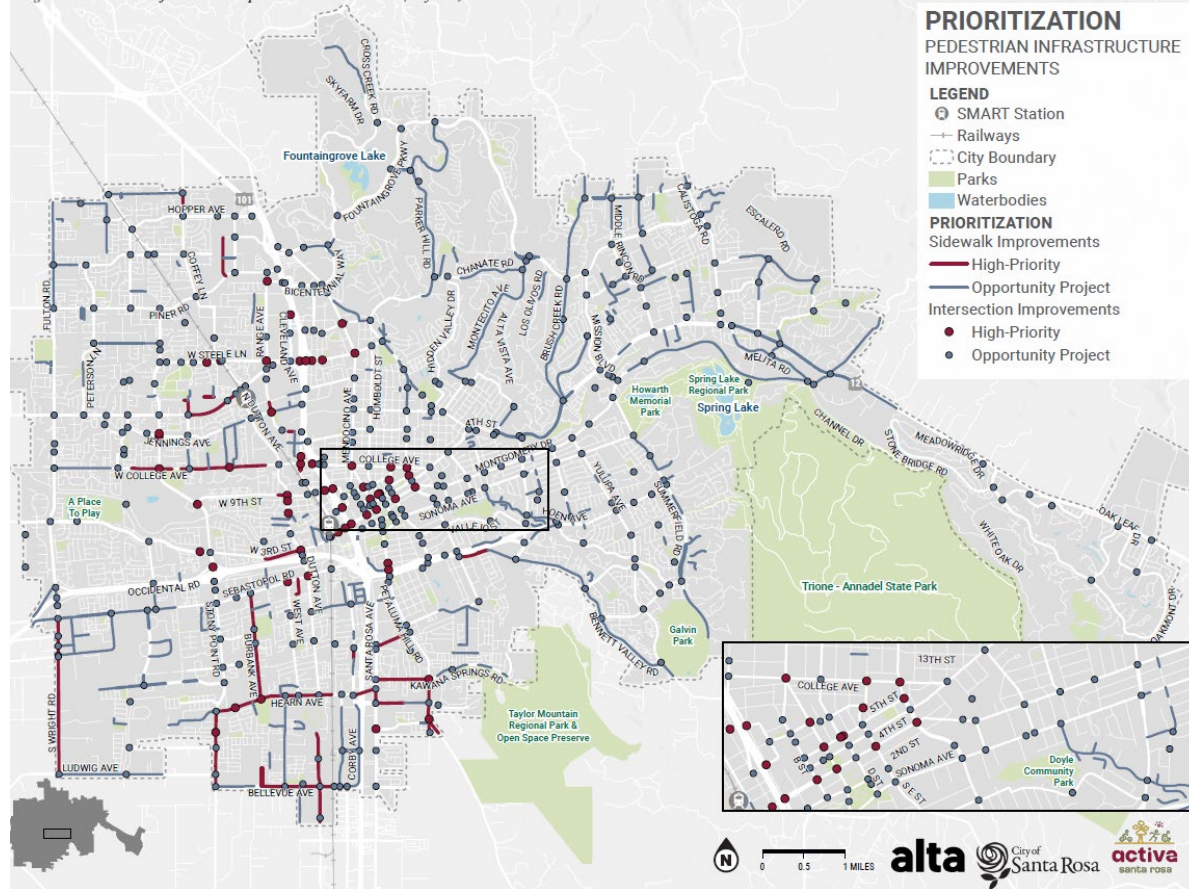 PRIORITIZATION
PEDESTRIAN INFRASTRUCTURE
IMPROVEMENTS
LEGEND
SMART Station
Railways
City Boundary
Parks
Waterbodies
PRIORITIZATION
Sidewalk Improvements
High-Priority
Opportunity Project
Intersection Improvements
High-Priority
Opportunity Project
CROSS CREEK RD
SKYFARM DR
Fountaingrove Lake
FOUNTAINGROVE PKWY
101
HOPPER AVE
PARKER HILL RD
CALISTOGA RD
MIDDLE RINCON RD
ESCALERO RD
COFFEY LN
BICENTENNIAL WAY
CHANATE RD
FULTON RD
PINER RD
RANGE AVE
CLEVELAND AVE
HIDDEN VALLEY DR
MONTECITO AVE
ALTA VISTA AVE
LOS OLIVOS RD
BRUSH CREEK RD
MISSION BLVD
W STEELE LN
PETERSON LN
HUMBOLDT ST
MENDOCINO AVE
MELITA RD
12
N DUTTON AVE
Howarth
Memorial
Park
Spring Lake
Regional Park
Spring Lake
4TH ST
CHANNEL DR
JENNINGS AVE
STONE BRIDGE RD
MEADOWRIDGE DR
COLLEGE AVE
MONTGOMERY DR
W COLLEGE AVE
YULUPA AVE
SUMMERFIELD RD
A Place
To Play
W 9TH ST
SONOMA AVE
VALLEJO ST
HOEN AVE
OAK LEAF DR
WHITE OAK DR
W 3RD ST
OCCIDENTAL RD
SEBASTOPOL RD
DUTTON AVE
WEST AVE
Trione - Annadel State Park
OAKMONT DR
STONY POINT RD
BURBANK AVE
SANTA ROSA AVE
PETALUMA HILL RD
BENNETT VALLEY RD
Galvin
Park
S WRIGHT RD
HEARN AVE
KAWANA SPRINGS RD
Taylor Mountain
Regional Park &
Open Space Preserve
LUDWIG AVE
CORBY AVE
BELLEVUE AVE
13TH ST
COLLEGE AVE
5TH ST
4TH ST
2ND ST
SONOMA AVE
B ST
D ST
S E ST
Doyle
Community
Park
N
0 0.5 1 MILES
alta
City of
Santa Rosa
activa
santa rosa